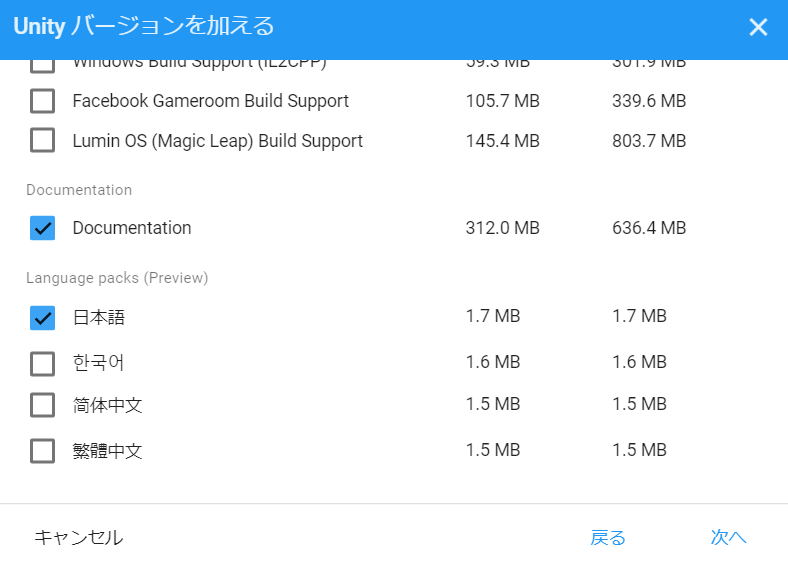 Unity バージョンを加える
Windows Build Support (IL2CPP) 59.3 MB 301.9 MB
Facebook Gameroom Build Support 105.7 MB 339.6 MB
Lumin OS (Magic Leap) Build Support 145.4 MB 803.7 MB
Documentation
Documentation 312.0 MB 636.4 MB
Language packs (Preview)
日本語 1.7 MB 1.7 MB
한국어 1.6 MB 1.6 MB
简体中文 1.5 MB 1.5 MB
繁體中文 1.5 MB 1.5 MB
キャンセル 戻る 次へ